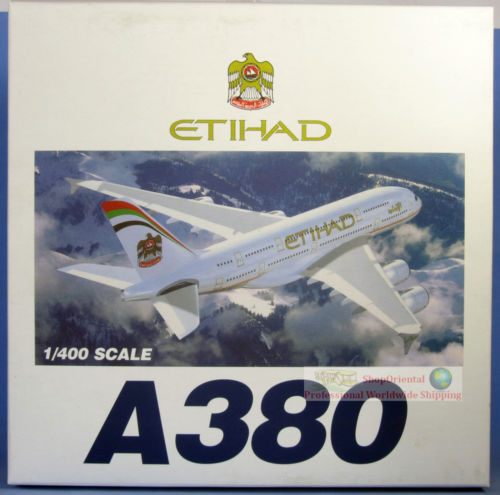 ETIHAD
ETIHAD
1/400 SCALE
ShopOriental
Professional Worldwide Shipping
A380